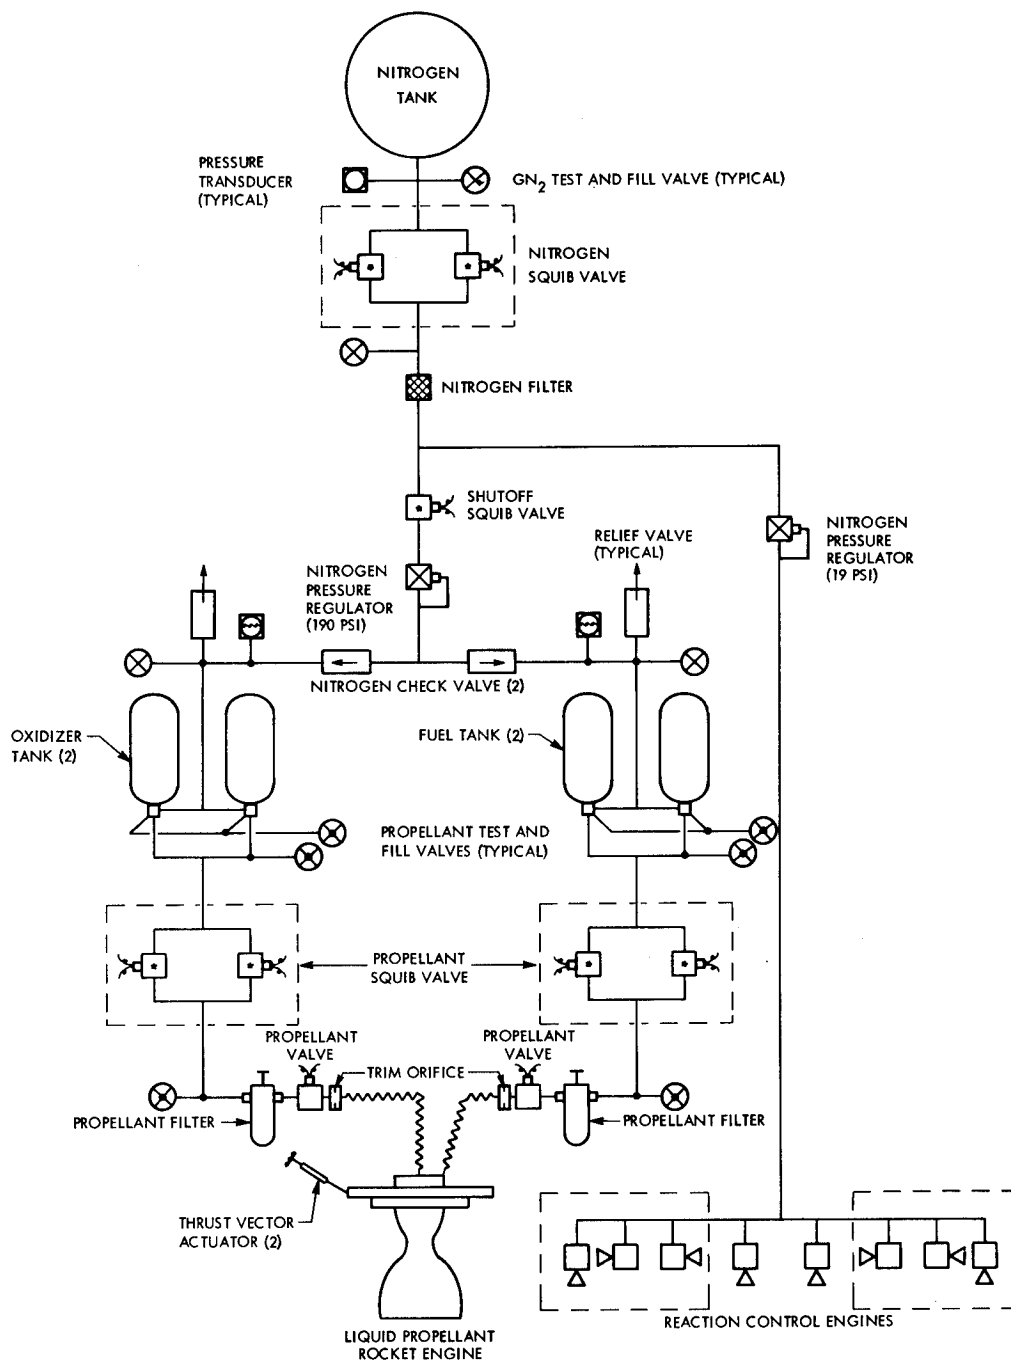 NITROGEN
TANK
PRESSURE
TRANSDUCER
(TYPICAL)
GN2 TEST AND FILL VALVE (TYPICAL)
NITROGEN
SQUIB VALVE
NITROGEN FILTER
SHUTOFF
SQUIB VALVE
RELIEF VALVE
(TYPICAL)
NITROGEN
PRESSURE
REGULATOR
(19 PSI)
NITROGEN
PRESSURE
REGULATOR
(190 PSI)
NITROGEN CHECK VALVE (2)
OXIDIZER
TANK (2)
FUEL TANK (2)
PROPELLANT TEST AND
FILL VALVES (TYPICAL)
PROPELLANT
SQUIB VALVE
PROPELLANT
VALVE
PROPELLANT
VALVE
TRIM ORIFICE
PROPELLANT FILTER
PROPELLANT FILTER
THRUST VECTOR
ACTUATOR (2)
LIQUID PROPELLANT
ROCKET ENGINE
REACTION CONTROL ENGINES